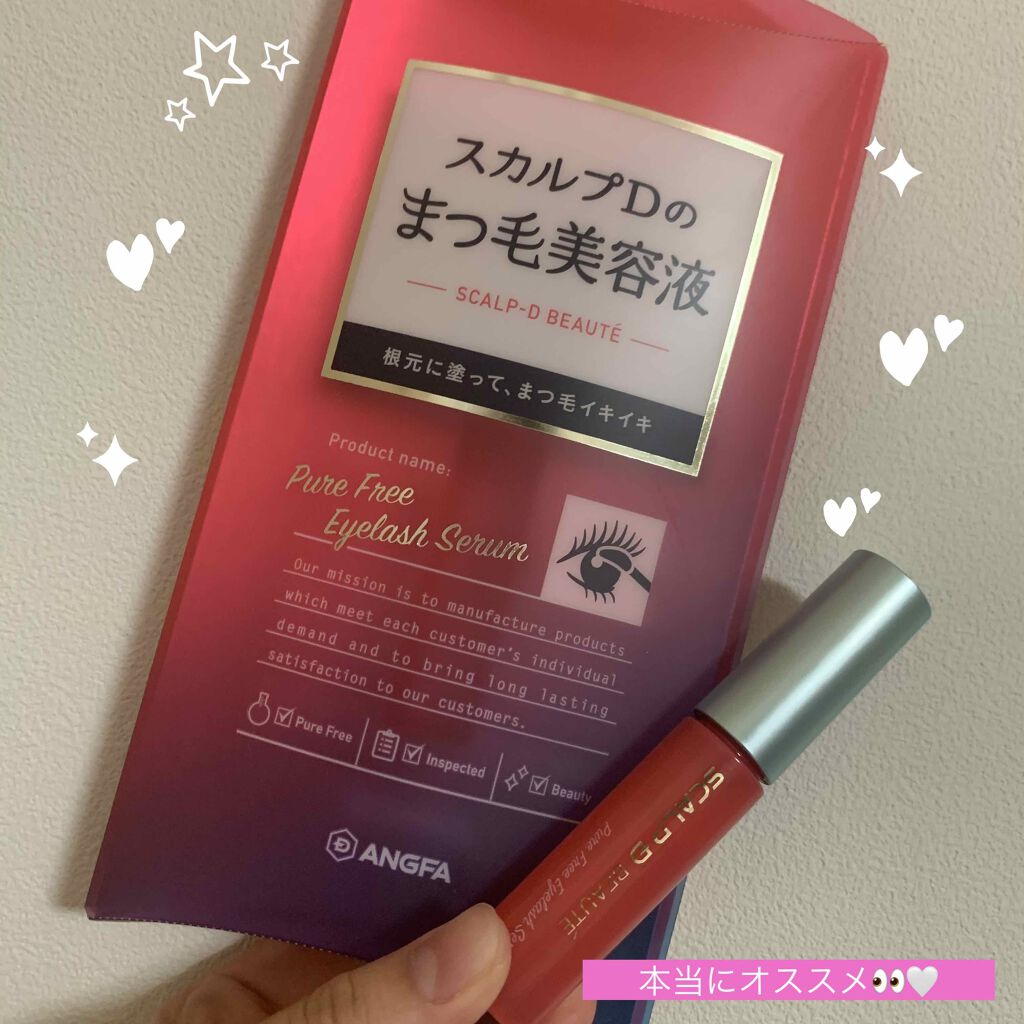 スカルプDの
まつ毛美容液
SCALP-D BEAUTÉ
根元に塗って、まつ毛イキイキ
Product name:
Pure Free
Eyelash Serum
Our mission is to manufacture products
which meet each customer's individual
demand and to bring long lasting
satisfaction to our customers.
Pure Free
Inspected
Beauty
ANGFA
SCALP-D BEAUTÉ
Pure Free Eyelash
本当にオススメ👀🤍